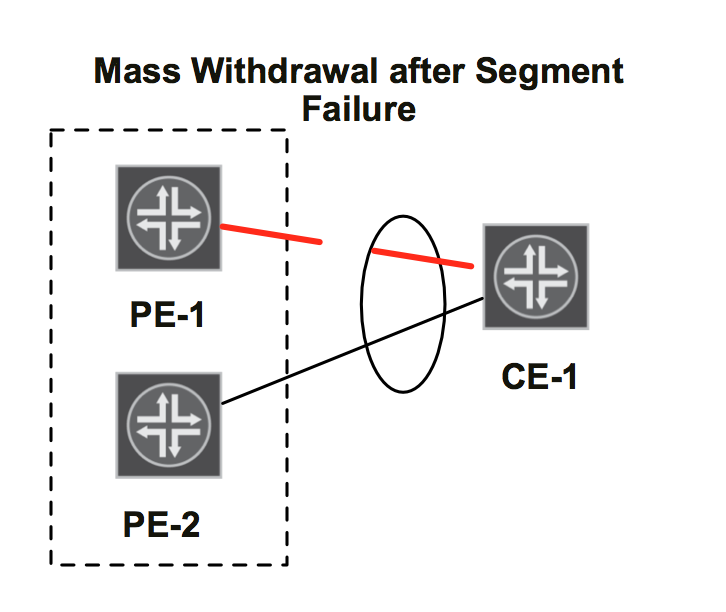 Mass Withdrawal after Segment
Failure
PE-1
CE-1
PE-2